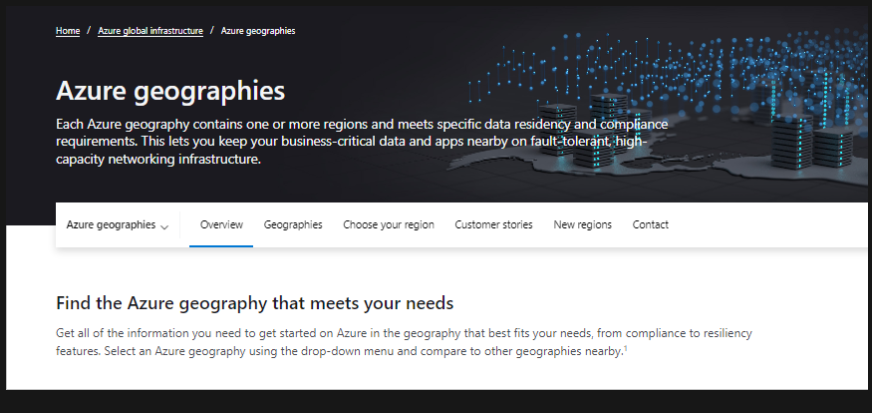 Home / Azure global infrastructure / Azure geographies
Azure geographies
Each Azure geography contains one or more regions and meets specific data residency and compliance
requirements. This lets you keep your business-critical data and apps nearby on fault-tolerant, high-
capacity networking infrastructure.
Azure geographies Overview Geographies Choose your region Customer stories New regions Contact
Find the Azure geography that meets your needs
Get all of the information you need to get started on Azure in the geography that best fits your needs, from compliance to resiliency
features. Select an Azure geography using the drop-down menu and compare to other geographies nearby.¹